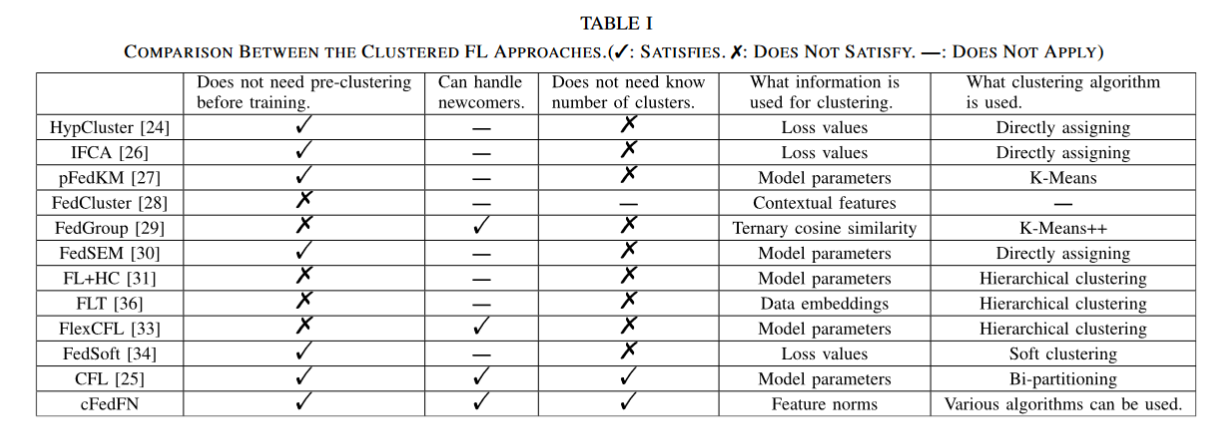 TABLE I
COMPARISON BETWEEN THE CLUSTERED FL APPROACHES.(✓: SATISFIES. ✗: DOES NOT SATISFY. —: DOES NOT APPLY)
Does not need pre-clustering before training. Can handle newcomers. Does not need know number of clusters. What information is used for clustering. What clustering algorithm is used.
HypCluster [24] ✓ — ✗ Loss values Directly assigning
IFCA [26] ✓ — ✗ Loss values Directly assigning
pFedKM [27] ✓ — ✗ Model parameters K-Means
FedCluster [28] ✗ — — Contextual features —
FedGroup [29] ✗ ✓ ✗ Ternary cosine similarity K-Means++
FedSEM [30] ✓ — ✗ Model parameters Directly assigning
FL+HC [31] ✗ — ✗ Model parameters Hierarchical clustering
FLT [36] ✗ — ✗ Data embeddings Hierarchical clustering
FlexCFL [33] ✗ ✓ ✗ Model parameters Hierarchical clustering
FedSoft [34] ✓ — ✗ Loss values Soft clustering
CFL [25] ✓ ✓ ✓ Model parameters Bi-partitioning
cFedFN ✓ ✓ ✓ Feature norms Various algorithms can be used.